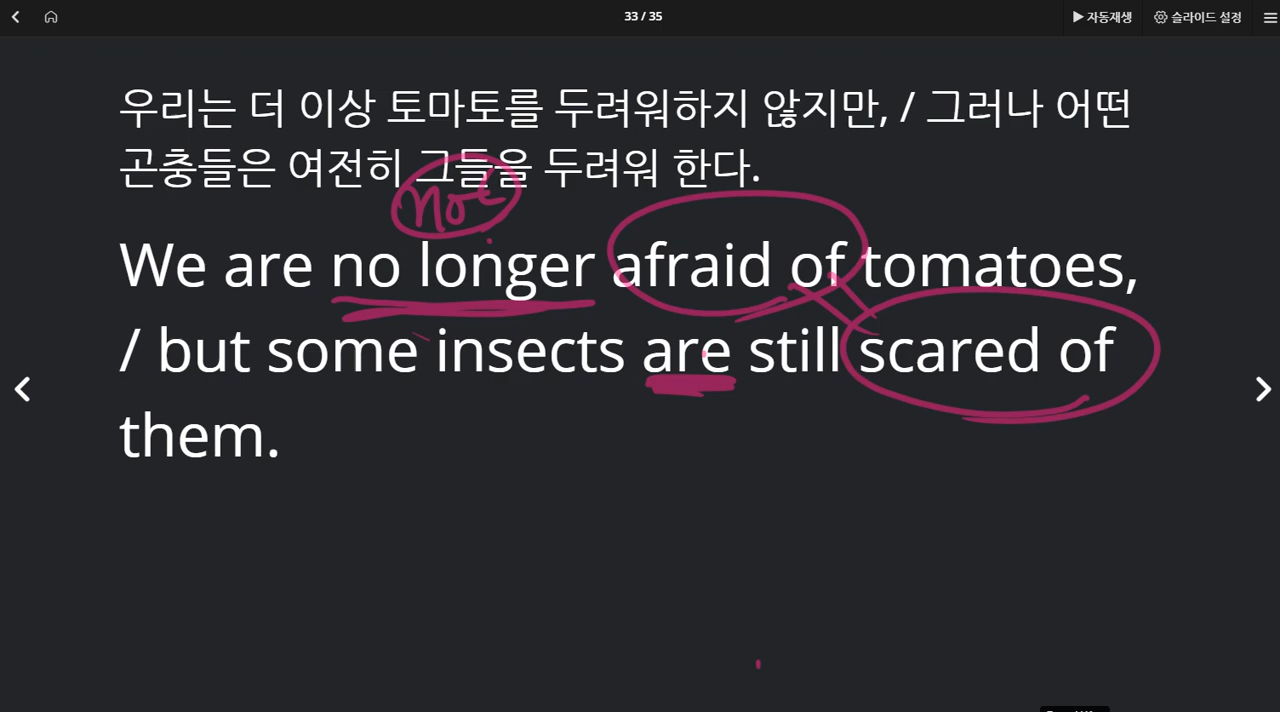 33 / 35
자동재생
슬라이드 설정
우리는 더 이상 토마토를 두려워하지 않지만, / 그러나 어떤
곤충들은 여전히 그들을 두려워 한다.
not
We are no longer afraid of tomatoes,
/ but some insects are still scared of
them.